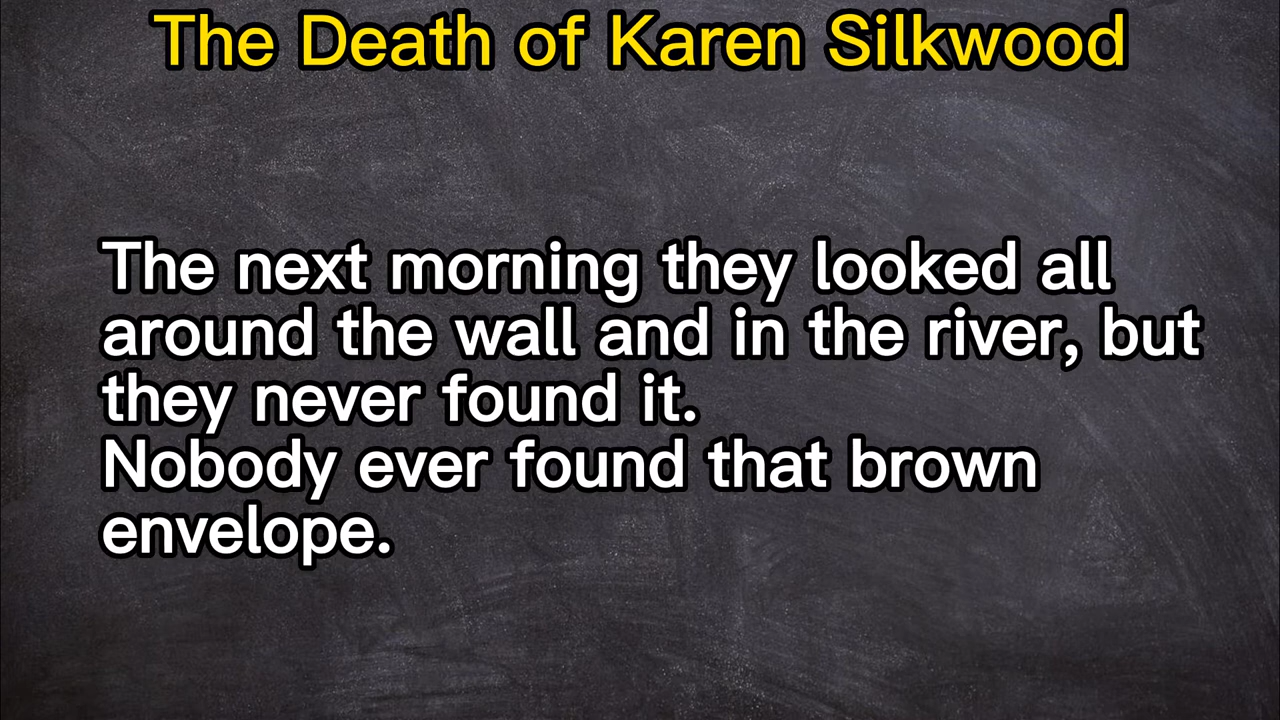 The Death of Karen Silkwood
The next morning they looked all
around the wall and in the river, but
they never found it.
Nobody ever found that brown
envelope.